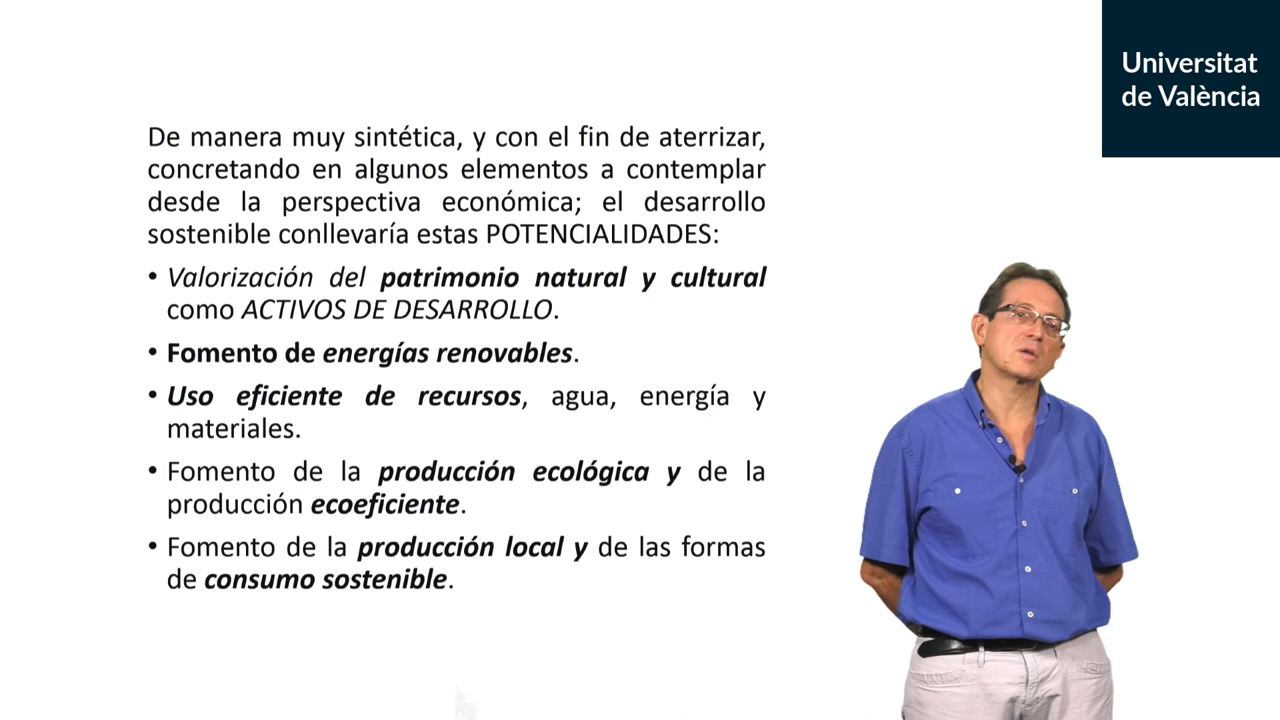 Universitat
de València
De manera muy sintética, y con el fin de aterrizar,
concretando en algunos elementos a contemplar
desde la perspectiva económica; el desarrollo
sostenible conllevaría estas POTENCIALIDADES:
• Valorización del patrimonio natural y cultural
como ACTIVOS DE DESARROLLO.
• Fomento de energías renovables.
• Uso eficiente de recursos, agua, energía y
materiales.
• Fomento de la producción ecológica y de la
producción ecoeficiente.
• Fomento de la producción local y de las formas
de consumo sostenible.